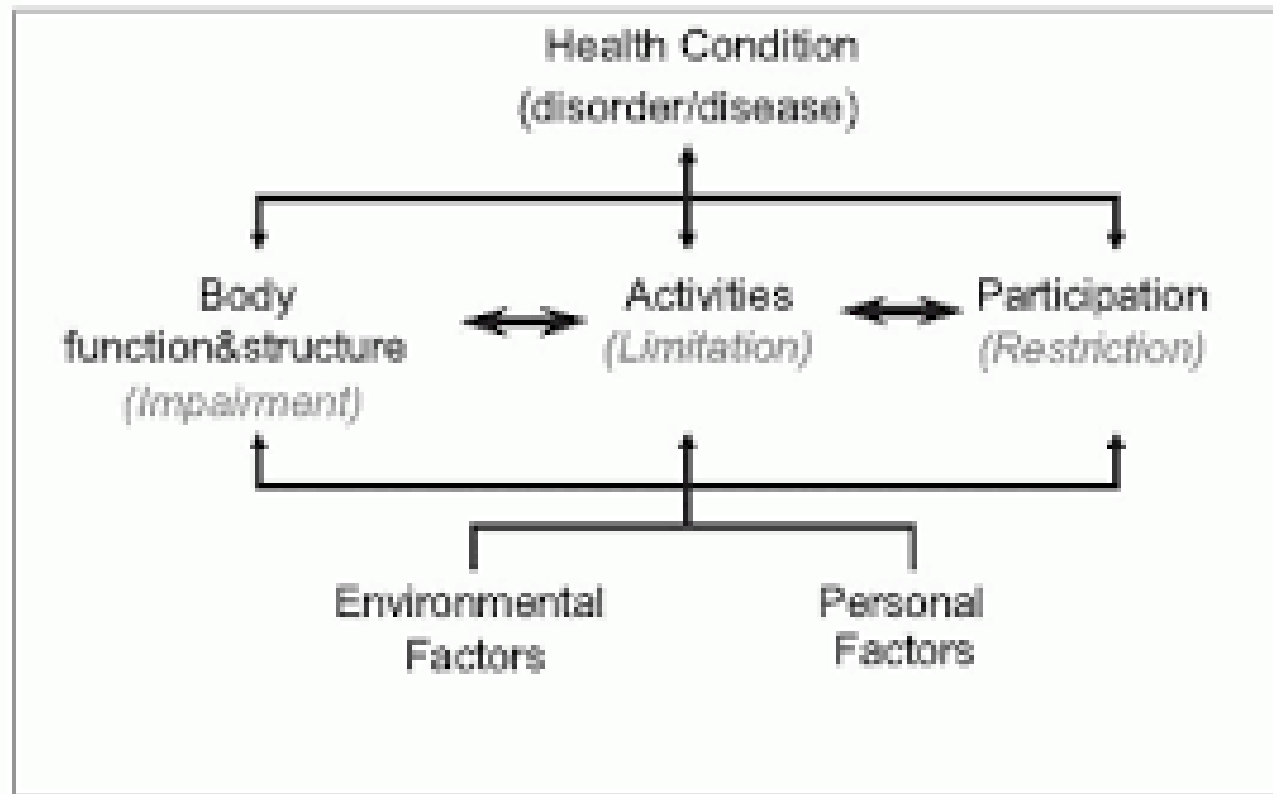 Health Condition
(disorder/disease)
Body
function&structure
(Impairment)
Activities
(Limitation)
Participation
(Restriction)
Environmental
Factors
Personal
Factors